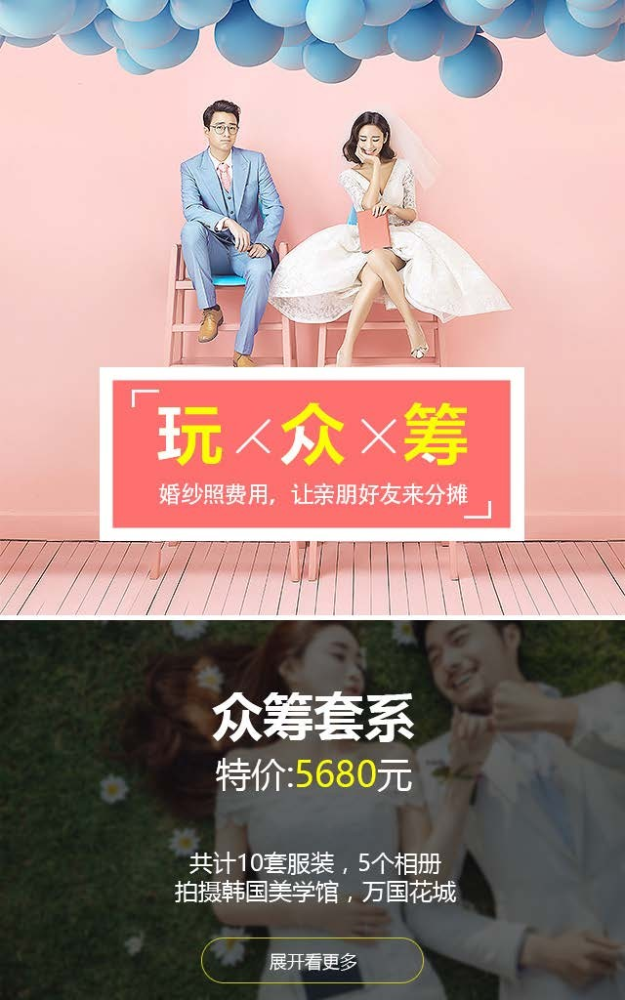 玩×众×筹
婚纱照费用，让亲朋好友来分摊
众筹套系
特价:5680元
共计10套服装，5个相册
拍摄韩国美学馆，万国花城
展开看更多